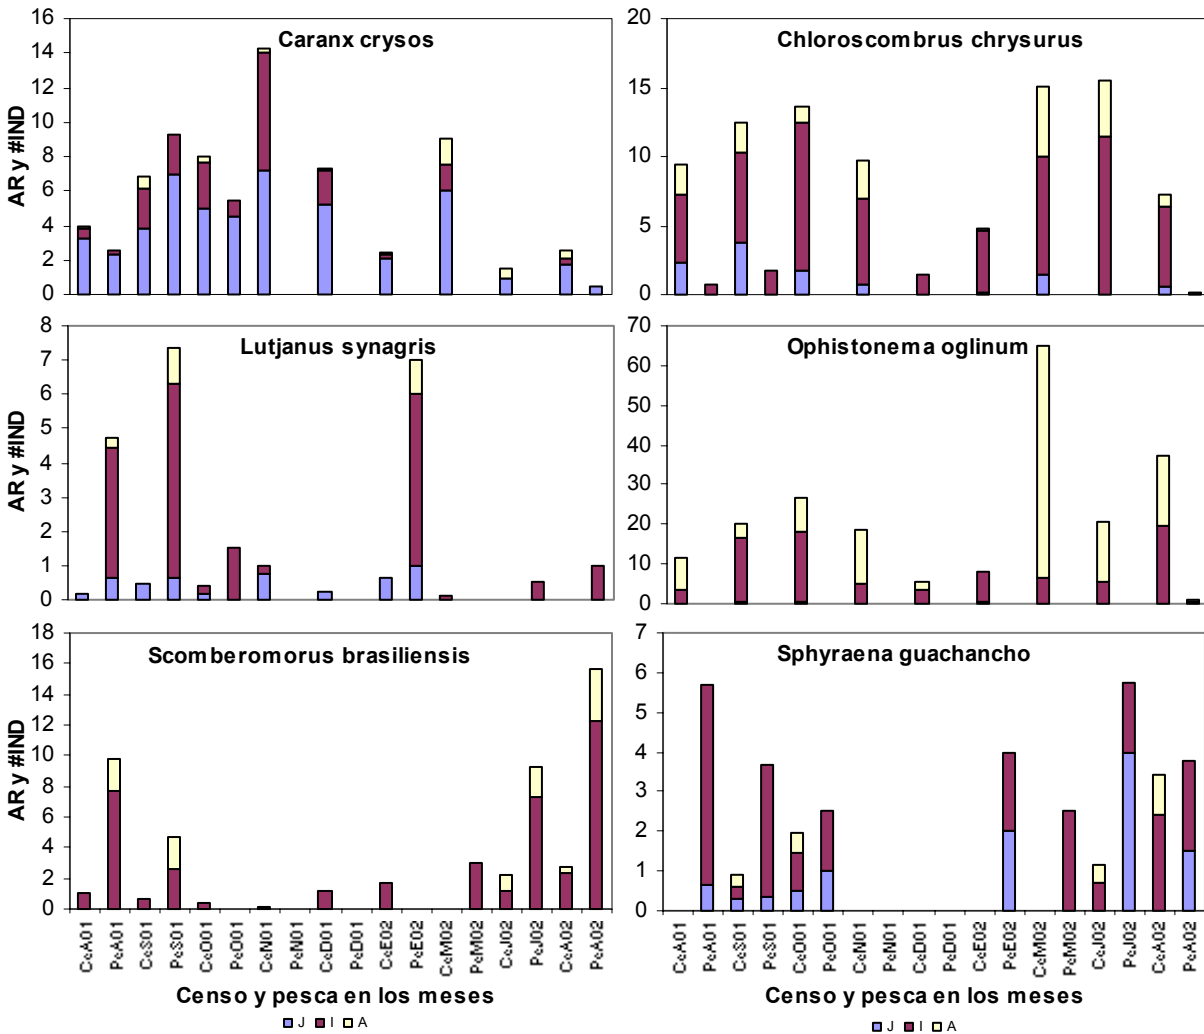 Caranx crysos
AR y #IND
16
14
12
10
8
6
4
2
0
Chloroscombrus chrysurus
20
15
10
5
0
Lutjanus synagris
AR y #IND
8
7
6
5
4
3
2
1
0
Ophistonema oglinum
70
60
50
40
30
20
10
0
Scomberomorus brasiliensis
AR y #IND
18
16
14
12
10
8
6
4
2
0
CeA01
PeA01
CeS01
PeS01
CeO01
PeO01
CeN01
PeN01
CeD01
PeD01
CeE02
PeE02
CeM02
PeM02
CeJ02
PeJ02
CeA02
PeA02
Censo y pesca en los meses
J I A
Sphyraena guachancho
7
6
5
4
3
2
1
0
CeA01
PeA01
CeS01
PeS01
CeO01
PeO01
CeN01
PeN01
CeD01
PeD01
CeE02
PeE02
CeM02
PeM02
CeJ02
PeJ02
CeA02
PeA02
Censo y pesca en los meses
J I A